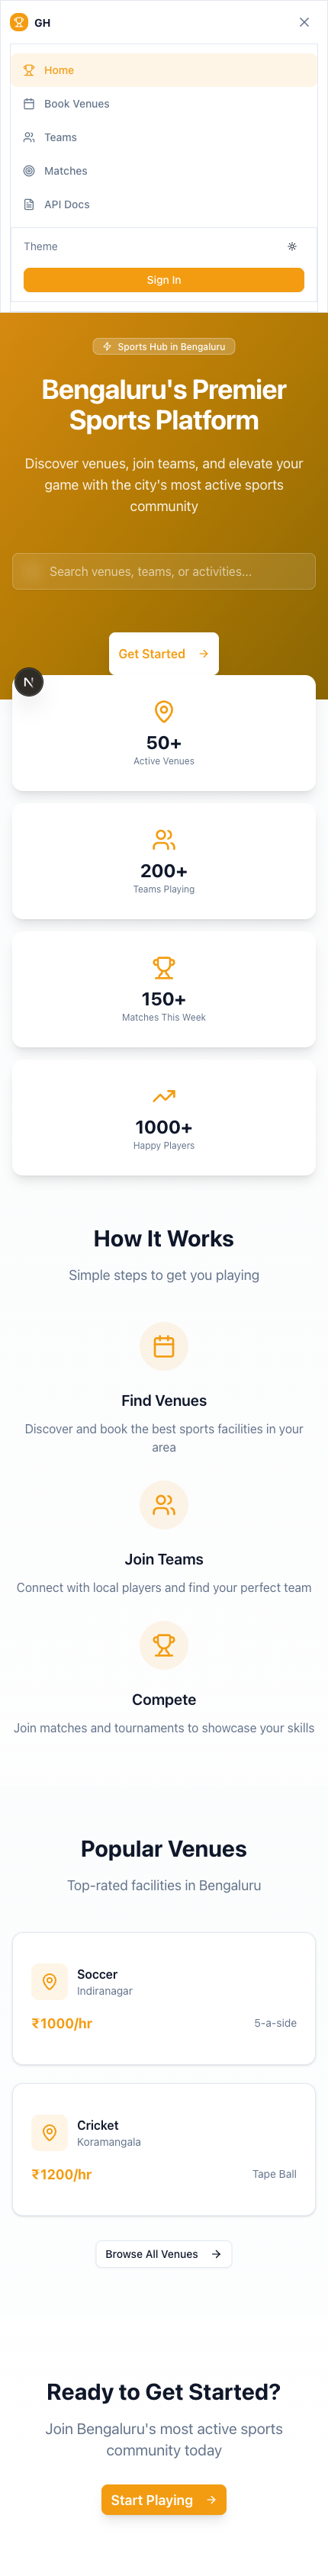 GH
Home
Book Venues
Teams
Matches
API Docs
Theme
Sign In
Sports Hub in Bengaluru
Bengaluru's Premier
Sports Platform
Discover venues, join teams, and elevate your
game with the city's most active sports
community
Search venues, teams, or activities...
Get Started
N
50+
Active Venues
200+
Teams Playing
150+
Matches This Week
1000+
Happy Players
How It Works
Simple steps to get you playing
Find Venues
Discover and book the best sports facilities in your
area
Join Teams
Connect with local players and find your perfect team
Compete
Join matches and tournaments to showcase your skills
Popular Venues
Top-rated facilities in Bengaluru
Soccer
Indiranagar
₹1000/hr
5-a-side
Cricket
Koramangala
₹1200/hr
Tape Ball
Browse All Venues
Ready to Get Started?
Join Bengaluru's most active sports
community today
Start Playing